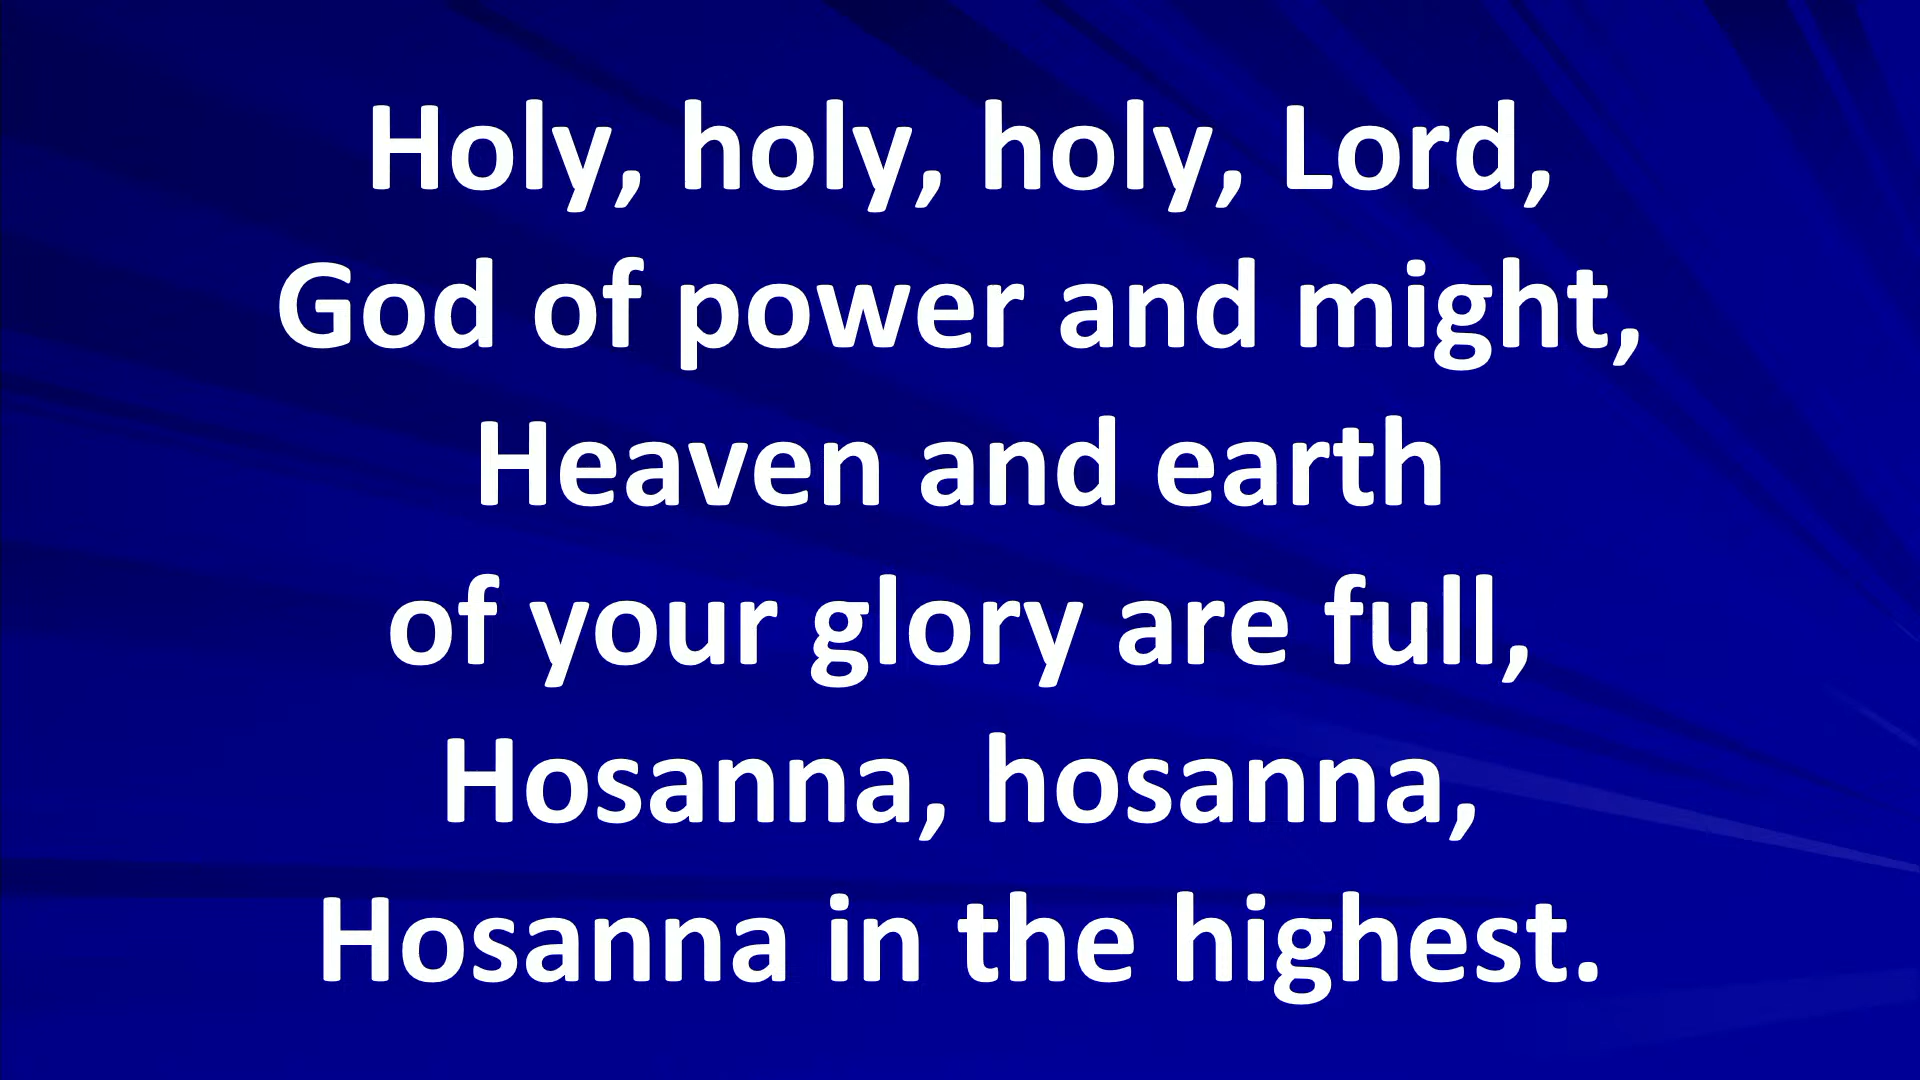 Holy, holy, holy, Lord,
God of power and might,
Heaven and earth
of your glory are full,
Hosanna, hosanna,
Hosanna in the highest.